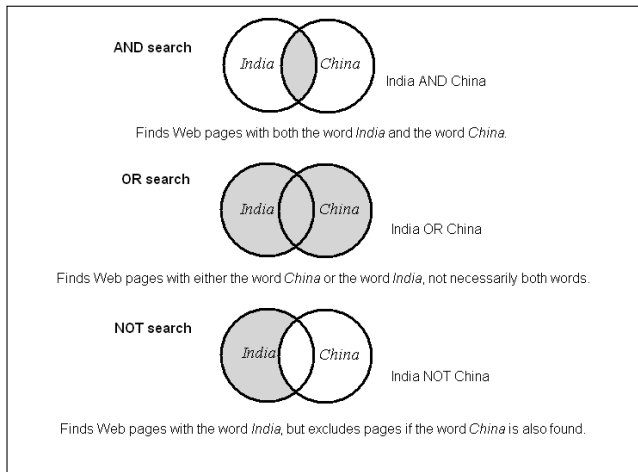 AND search
India China
India AND China
Finds Web pages with both the word India and the word China.
OR search
India China
India OR China
Finds Web pages with either the word China or the word India, not necessarily both words.
NOT search
India China
India NOT China
Finds Web pages with the word India, but excludes pages if the word China is also found.